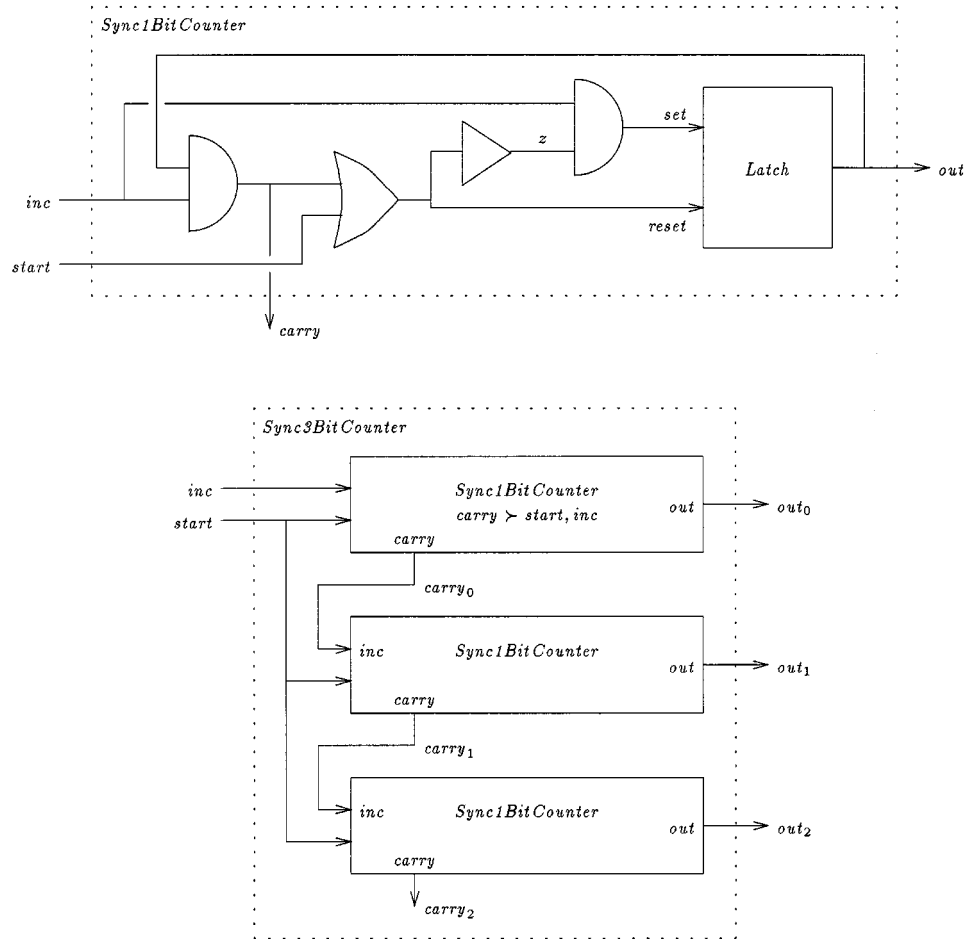 Sync1BitCounter
set
z
Latch
inc
out
reset
start
carry
Sync3BitCounter
inc
Sync1BitCounter
out
out₀
start
carry ≻ start, inc
carry
carry₀
inc
Sync1BitCounter
out
out₁
carry
carry₁
inc
Sync1BitCounter
out
out₂
carry
carry₂